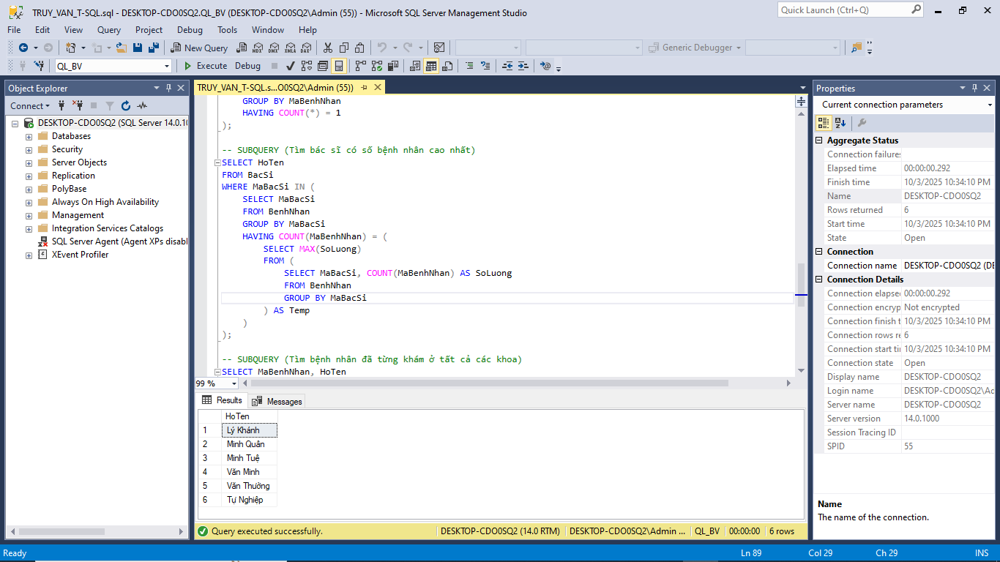 TRUY_VAN_T-SQL.sql - DESKTOP-CDO0SQ2.QL_BV (DESKTOP-CDO0SQ2\Admin (55)) - Microsoft SQL Server Management Studio
Quick Launch (Ctrl+Q)
File Edit View Query Project Debug Tools Window Help
New Query
MDX DMX XMLA DAX
Generic Debugger
QL_BV
Execute Debug
Object Explorer
Connect
DESKTOP-CDO0SQ2 (SQL Server 14.0.10
Databases
Security
Server Objects
Replication
PolyBase
Always On High Availability
Management
Integration Services Catalogs
SQL Server Agent (Agent XPs disabl
XEvent Profiler
TRUY_VAN_T-SQL.s...O0SQ2\Admin (55))
GROUP BY MaBenhNhan
HAVING COUNT(*) = 1
);
-- SUBQUERY (Tìm bác sĩ có số bệnh nhân cao nhất)
SELECT HoTen
FROM BacSi
WHERE MaBacSi IN (
SELECT MaBacSi
FROM BenhNhan
GROUP BY MaBacSi
HAVING COUNT(MaBenhNhan) = (
SELECT MAX(SoLuong)
FROM (
SELECT MaBacSi, COUNT(MaBenhNhan) AS SoLuong
FROM BenhNhan
GROUP BY MaBacSi
) AS Temp
)
);
-- SUBQUERY (Tìm bệnh nhân đã từng khám ở tất cả các khoa)
SELECT MaBenhNhan, HoTen
99 %
Results Messages
HoTen
1 Lý Khánh
2 Minh Quân
3 Minh Tuệ
4 Văn Minh
5 Văn Thường
6 Tự Nghiệp
Query executed successfully.
DESKTOP-CDO0SQ2 (14.0 RTM) DESKTOP-CDO0SQ2\Admin ... QL_BV 00:00:00 6 rows
Properties
Current connection parameters
Aggregate Status
Connection failures
Elapsed time 00:00:00.292
Finish time 10/3/2025 10:34:10 PM
Name DESKTOP-CDO0SQ2
Rows returned 6
Start time 10/3/2025 10:34:10 PM
State Open
Connection
Connection name DESKTOP-CDO0SQ2 (DE
Connection Details
Connection elapse 00:00:00.292
Connection encryp Not encrypted
Connection finish t 10/3/2025 10:34:10 PM
Connection rows re 6
Connection start tin 10/3/2025 10:34:10 PM
Connection state Open
Display name DESKTOP-CDO0SQ2
Login name DESKTOP-CDO0SQ2\Ad
Server name DESKTOP-CDO0SQ2
Server version 14.0.1000
Session Tracing ID
SPID 55
Name
The name of the connection.
Ready
Ln 89 Col 29 Ch 29 INS